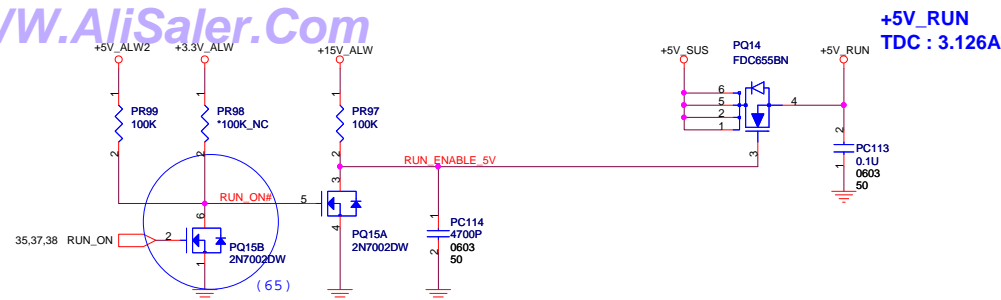 WW.AliSaler.Com
+5V_RUN
TDC : 3.126A
+5V_ALW2
+3.3V_ALW
+15V_ALW
+5V_SUS
PQ14
FDC655BN
+5V_RUN
1
1
1
PR99
100K
PR98
*100K_NC
PR97
100K
2
2
2
6
5
2
1
4
3
RUN_ENABLE_5V
2
PC113
0.1U
0603
50
1
RUN_ON#
5
3
4
PQ15A
2N7002DW
1
PC114
4700P
0603
50
2
6
35,37,38 RUN_ON
2
PQ15B
2N7002DW
1
(65)